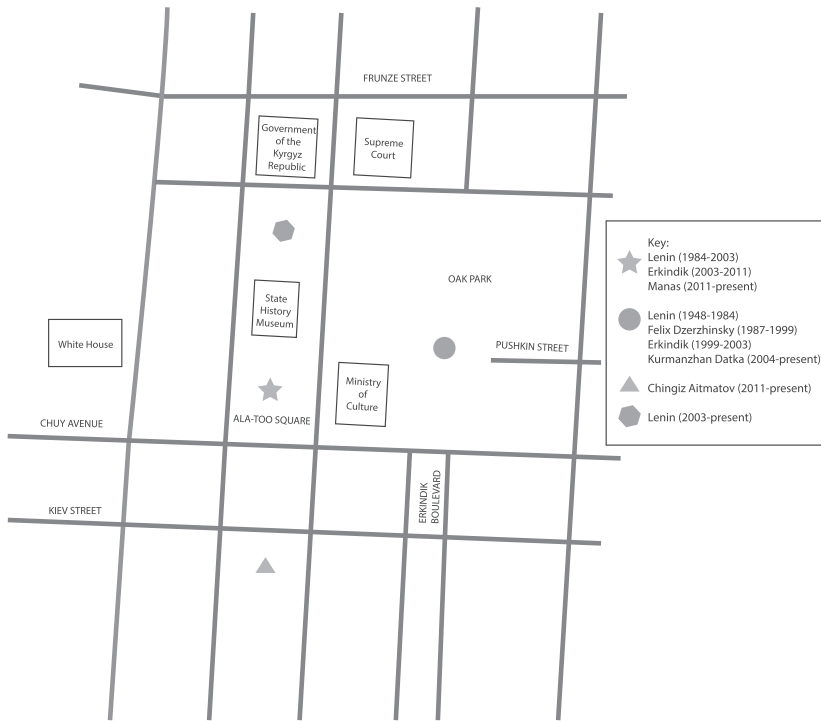 FRUNZE STREET
Government
of the
Kyrgyz
Republic
Supreme
Court
OAK PARK
State
History
Museum
White House
PUSHKIN STREET
Ministry
of
Culture
ALA-TOO SQUARE
CHUY AVENUE
ERKINDIK
BOULEVARD
KIEV STREET
Key:
Lenin (1984-2003)
Erkindik (2003-2011)
Manas (2011-present)
Lenin (1948-1984)
Felix Dzerzhinsky (1987-1999)
Erkindik (1999-2003)
Kurmanzhan Datka (2004-present)
Chingiz Aitmatov (2011-present)
Lenin (2003-present)